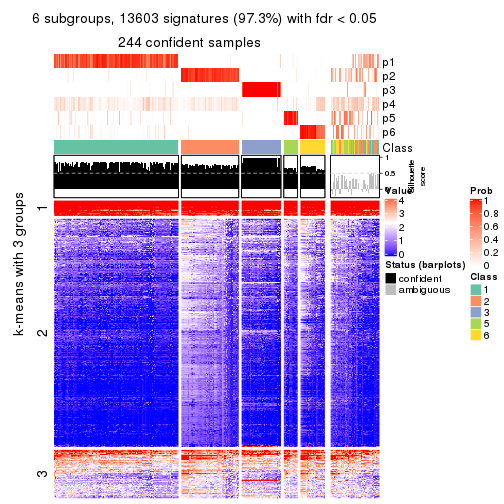 6 subgroups, 13603 signatures (97.3%) with fdr < 0.05
244 confident samples
p1
p2
p3
p4
p5
p6
Class
1
0.5
0
Silhouette
score
k-means with 3 groups
1
2
3
Value
4
3
2
1
0
Status (barplots)
confident
ambiguous
Prob
1
0.8
0.6
0.4
0.2
0
Class
1
2
3
5
6